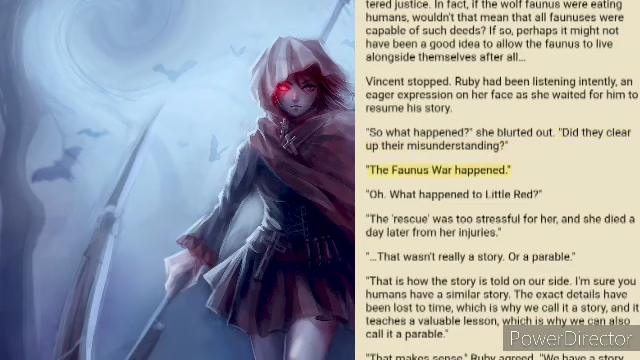 tered justice. In fact, if the wolf faunus were eating
humans, wouldn't that mean that all faunuses were
capable of such deeds? If so, perhaps it might not
have been a good idea to allow the faunus to live
alongside themselves after all...
Vincent stopped. Ruby had been listening intently, an
eager expression on her face as she waited for him to
resume his story.
"So what happened?" she blurted out. "Did they clear
up their misunderstanding?"
"The Faunus War happened."
"Oh. What happened to Little Red?"
"The 'rescue' was too stressful for her, and she died a
day later from her injuries."
"...That wasn't really a story. Or a parable."
"That is how the story is told on our side. I'm sure you
humans have a similar story. The exact details have
been lost to time, which is why we call it a story, and it
teaches a valuable lesson, which is why we can also
call it a parable."
PowerDirector
"That makes sense," Ruby agreed. "We have a story